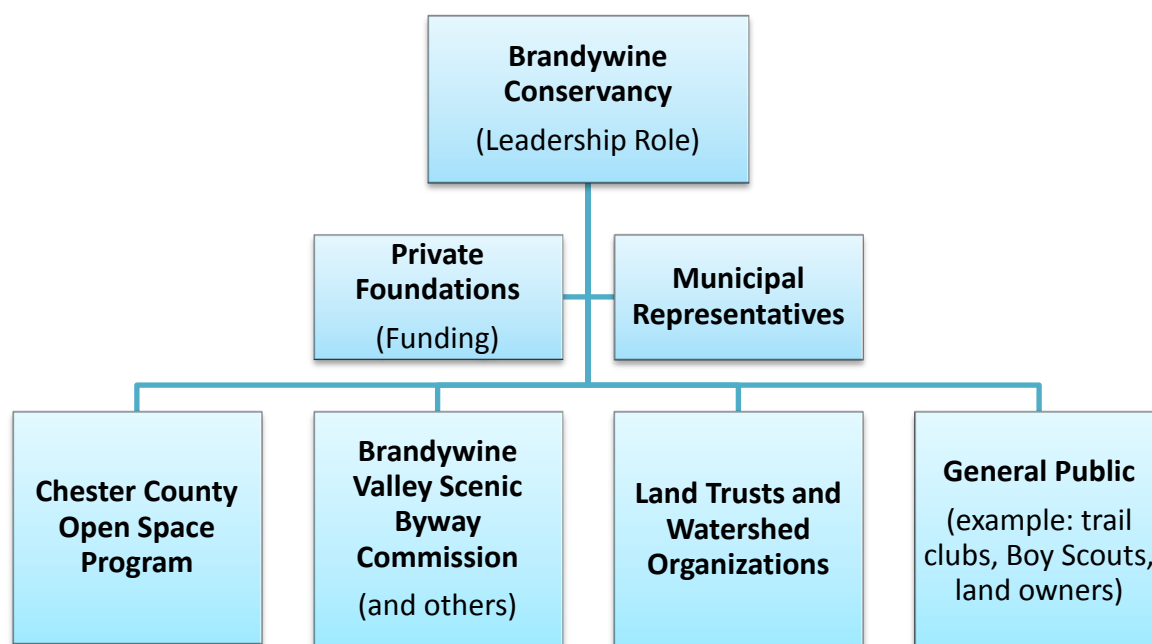 Brandywine
Conservancy
(Leadership Role)
Private
Foundations
(Funding)
Municipal
Representatives
Chester County
Open Space
Program
Brandywine
Valley Scenic
Byway
Commission
(and others)
Land Trusts and
Watershed
Organizations
General Public
(example: trail
clubs, Boy Scouts,
land owners)